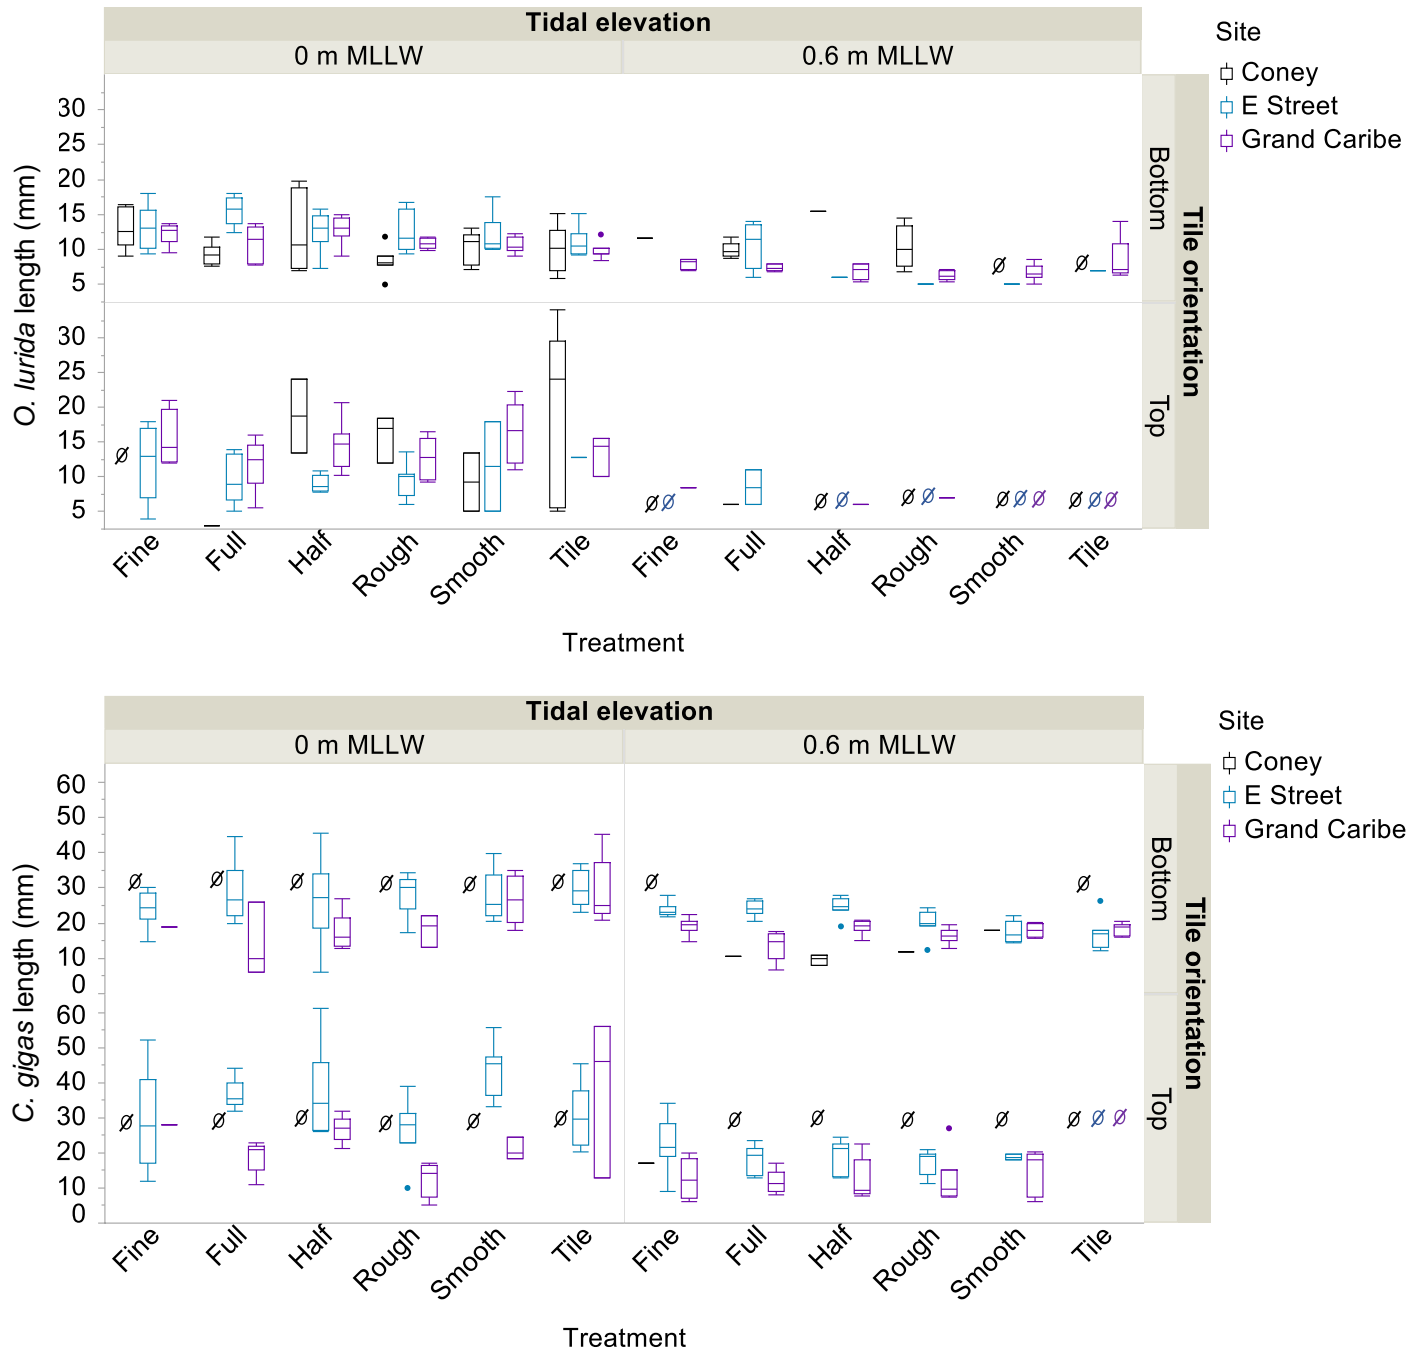 Tidal elevation
0 m MLLW 0.6 m MLLW
Site
Coney
E Street
Grand Caribe
O. lurida length (mm)
30
25
20
15
10
5
Bottom
30
25
20
15
10
5
Top
Tile orientation
Ø
Ø Ø
Ø
Ø Ø Ø Ø Ø Ø
Ø Ø Ø Ø Ø Ø
Fine Full Half Rough Smooth Tile Fine Full Half Rough Smooth Tile
Treatment
Tidal elevation
0 m MLLW 0.6 m MLLW
Site
Coney
E Street
Grand Caribe
C. gigas length (mm)
60
50
40
30
20
10
0
Bottom
Ø Ø Ø Ø Ø Ø Ø Ø
60
50
40
30
20
10
0
Top
Tile orientation
Ø Ø Ø Ø Ø Ø Ø Ø Ø Ø Ø Ø Ø
Fine Full Half Rough Smooth Tile Fine Full Half Rough Smooth Tile
Treatment